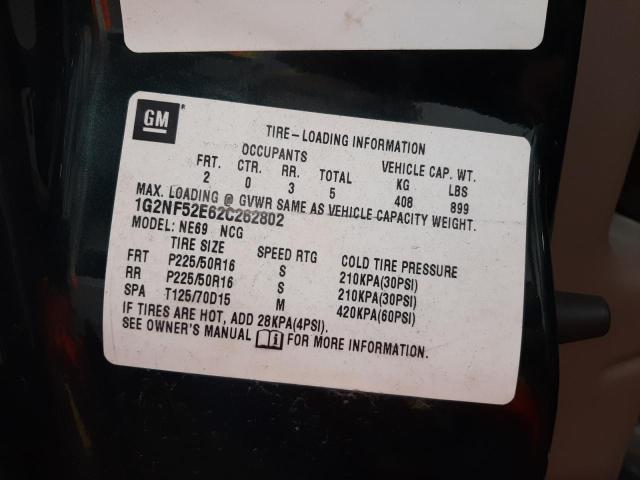 GM ®
TIRE-LOADING INFORMATION
OCCUPANTS VEHICLE CAP. WT.
FRT. CTR. RR. TOTAL KG LBS
2 0 3 5 408 899
MAX. LOADING @ GVWR SAME AS VEHICLE CAPACITY WEIGHT.
1G2NF52E62C262802
MODEL: NE69 NCG
TIRE SIZE SPEED RTG COLD TIRE PRESSURE
FRT P225/50R16 S 210KPA(30PSI)
RR P225/50R16 S 210KPA(30PSI)
SPA T125/70D15 M 420KPA(60PSI)
IF TIRES ARE HOT, ADD 28KPA(4PSI).
SEE OWNER'S MANUAL i FOR MORE INFORMATION.